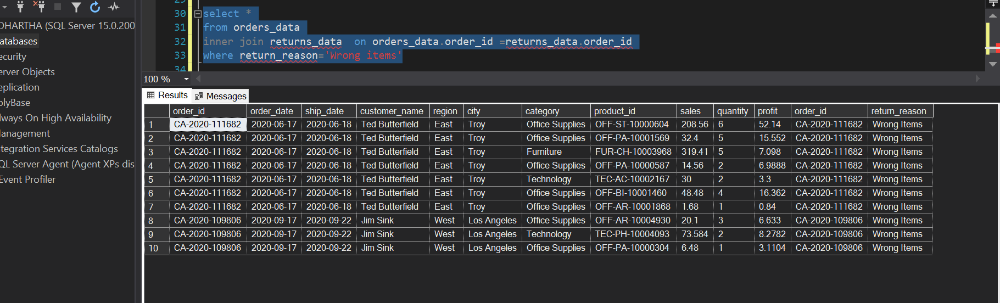 DHARTHA (SQL Server 15.0.200
atabases
ecurity
erver Objects
eplication
olyBase
lways On High Availability
anagement
ntegration Services Catalogs
QL Server Agent (Agent XPs dis
Event Profiler
29
30 select *
31 from orders_data
32 inner join returns_data  on orders_data.order_id =returns_data.order_id
33 where return_reason='Wrong items'
34
100 %
Results Messages
order_id order_date ship_date customer_name region city category product_id sales quantity profit order_id return_reason
1 CA-2020-111682 2020-06-17 2020-06-18 Ted Butterfield East Troy Office Supplies OFF-ST-10000604 208.56 6 52.14 CA-2020-111682 Wrong Items
2 CA-2020-111682 2020-06-17 2020-06-18 Ted Butterfield East Troy Office Supplies OFF-PA-10001569 32.4 5 15.552 CA-2020-111682 Wrong Items
3 CA-2020-111682 2020-06-17 2020-06-18 Ted Butterfield East Troy Furniture FUR-CH-10003968 319.41 5 7.098 CA-2020-111682 Wrong Items
4 CA-2020-111682 2020-06-17 2020-06-18 Ted Butterfield East Troy Office Supplies OFF-PA-10000587 14.56 2 6.9888 CA-2020-111682 Wrong Items
5 CA-2020-111682 2020-06-17 2020-06-18 Ted Butterfield East Troy Technology TEC-AC-10002167 30 2 3.3 CA-2020-111682 Wrong Items
6 CA-2020-111682 2020-06-17 2020-06-18 Ted Butterfield East Troy Office Supplies OFF-BI-10001460 48.48 4 16.362 CA-2020-111682 Wrong Items
7 CA-2020-111682 2020-06-17 2020-06-18 Ted Butterfield East Troy Office Supplies OFF-AR-10001868 1.68 1 0.84 CA-2020-111682 Wrong Items
8 CA-2020-109806 2020-09-17 2020-09-22 Jim Sink West Los Angeles Office Supplies OFF-AR-10004930 20.1 3 6.633 CA-2020-109806 Wrong Items
9 CA-2020-109806 2020-09-17 2020-09-22 Jim Sink West Los Angeles Technology TEC-PH-10004093 73.584 2 8.2782 CA-2020-109806 Wrong Items
10 CA-2020-109806 2020-09-17 2020-09-22 Jim Sink West Los Angeles Office Supplies OFF-PA-10000304 6.48 1 3.1104 CA-2020-109806 Wrong Items